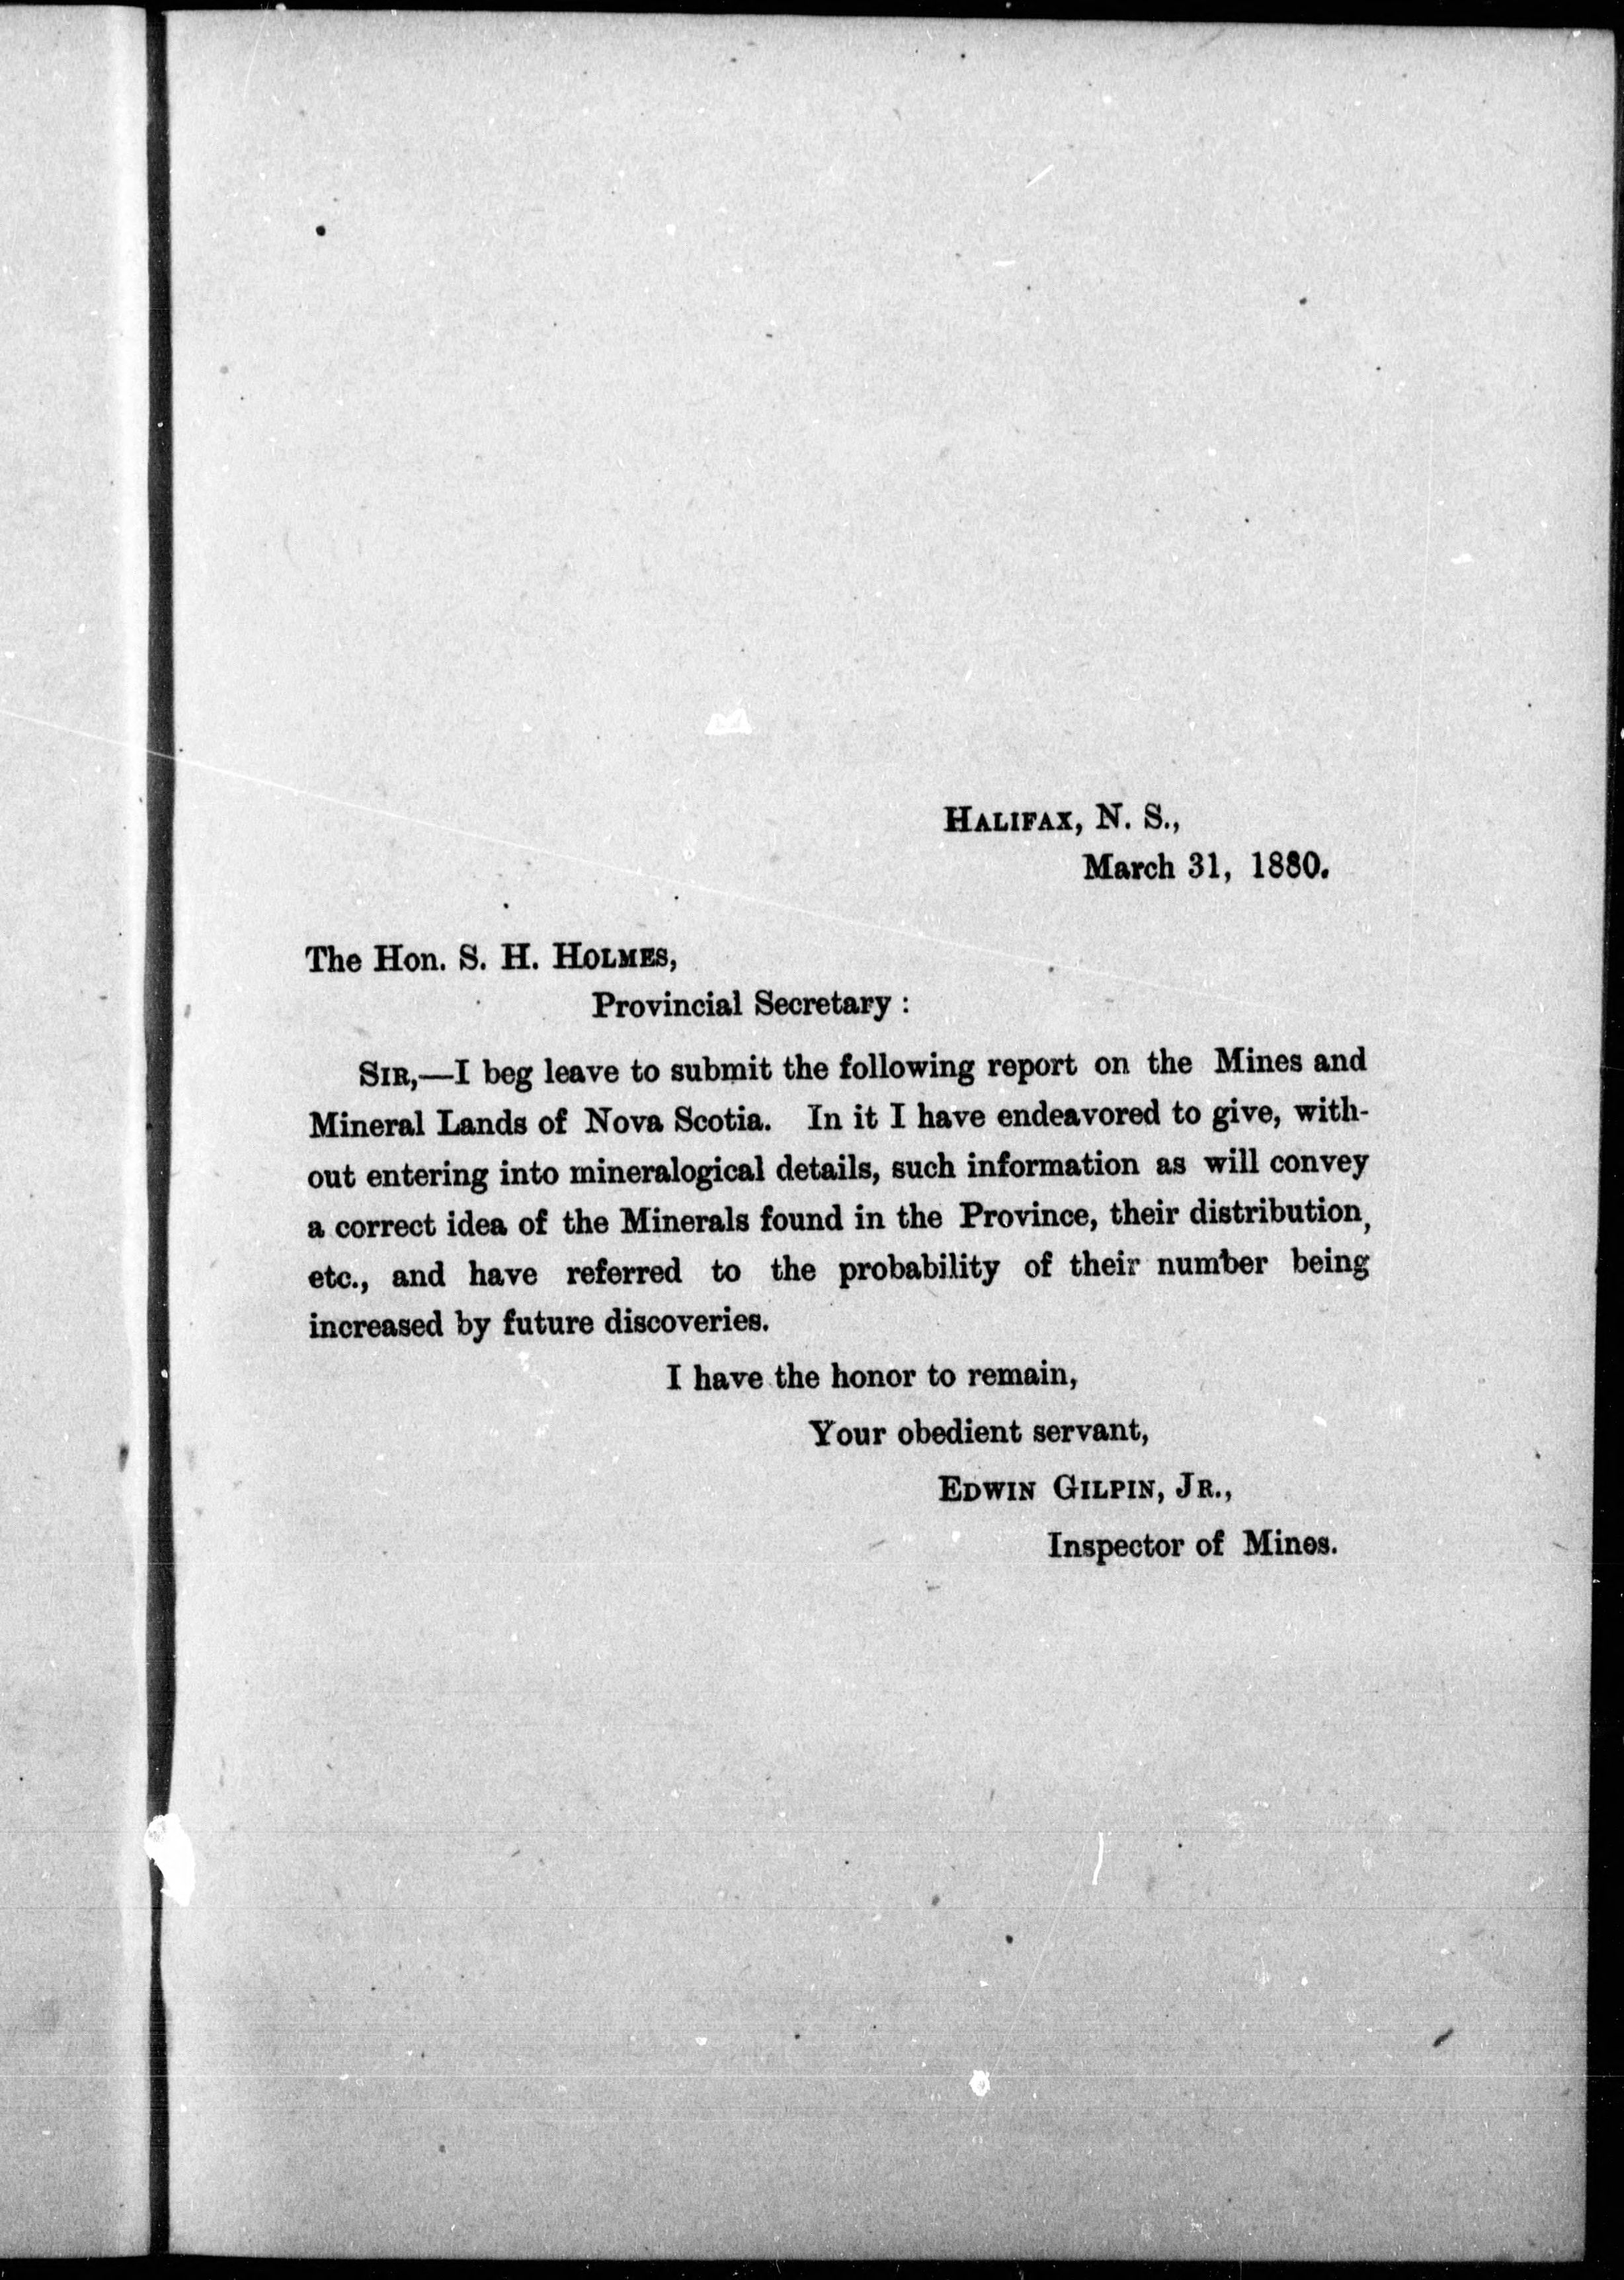 HALIFAX, N. S.,
March 31, 1880.
The Hon. S. H. HOLMES,
Provincial Secretary :
SIR,—I beg leave to submit the following report on the Mines and
Mineral Lands of Nova Scotia. In it I have endeavored to give, with-
out entering into mineralogical details, such information as will convey
a correct idea of the Minerals found in the Province, their distribution,
etc., and have referred to the probability of their number being
increased by future discoveries.
I have the honor to remain,
Your obedient servant,
EDWIN GILPIN, JR.,
Inspector of Mines.